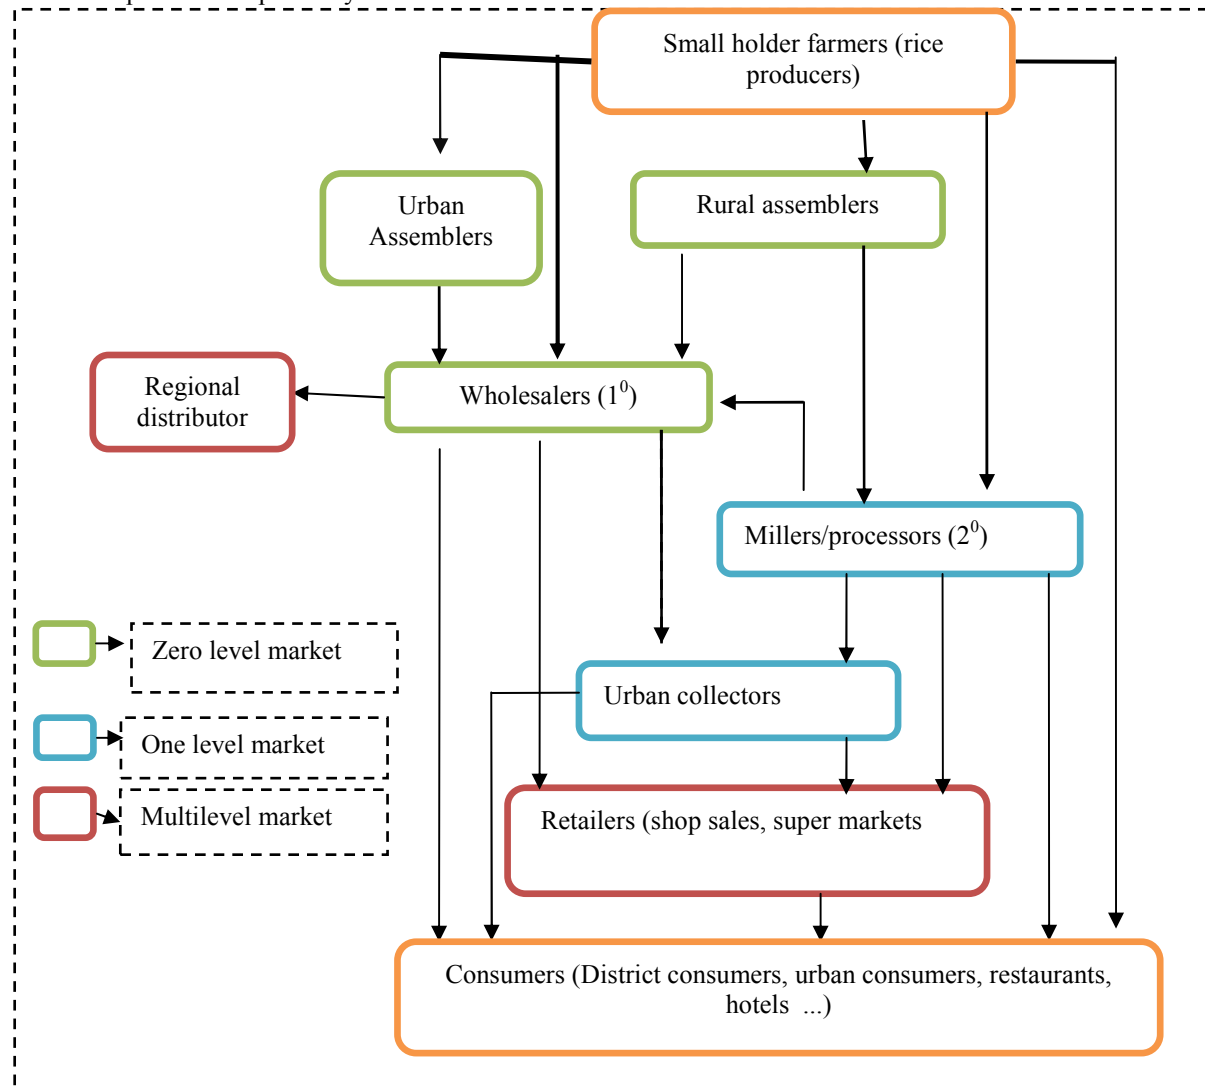 Small holder farmers (rice
producers)
Urban
Assemblers
Rural assemblers
Regional
distributor
Wholesalers (1⁰)
Millers/processors (2⁰)
Zero level market
Urban collectors
One level market
Multilevel market
Retailers (shop sales, super markets
Consumers (District consumers, urban consumers, restaurants,
hotels ...)